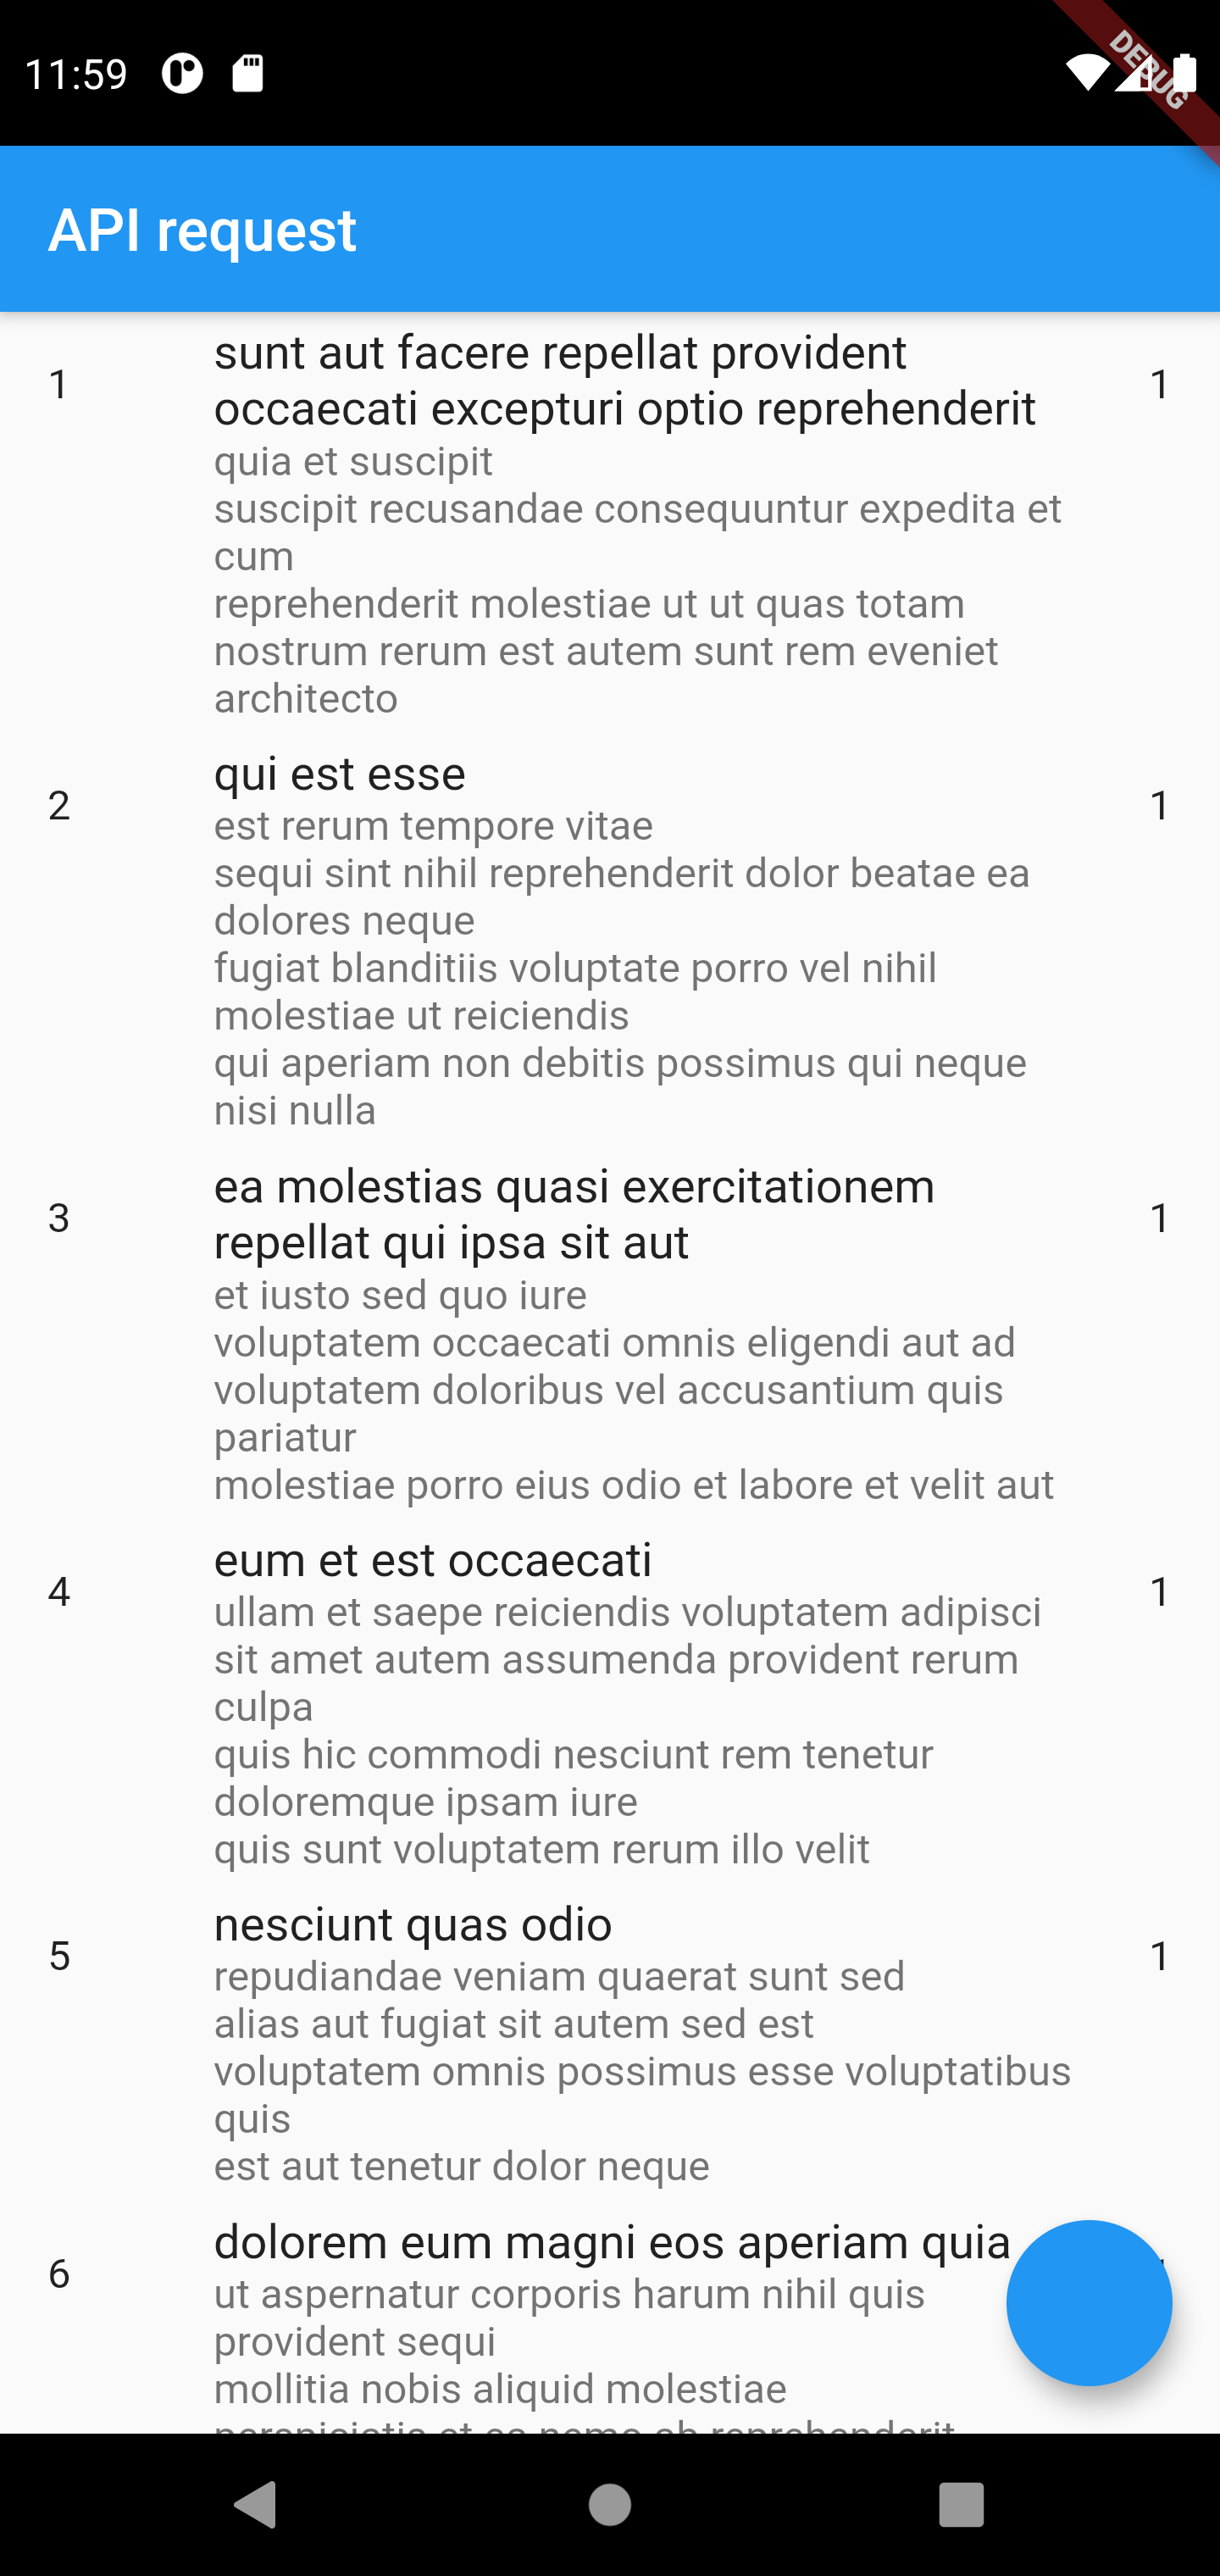 11:59
DEBUG
API request
1
sunt aut facere repellat provident
occaecati excepturi optio reprehenderit
1
quia et suscipit
suscipit recusandae consequuntur expedita et
cum
reprehenderit molestiae ut ut quas totam
nostrum rerum est autem sunt rem eveniet
architecto
2
qui est esse
1
est rerum tempore vitae
sequi sint nihil reprehenderit dolor beatae ea
dolores neque
fugiat blanditiis voluptate porro vel nihil
molestiae ut reiciendis
qui aperiam non debitis possimus qui neque
nisi nulla
3
ea molestias quasi exercitationem
repellat qui ipsa sit aut
1
et iusto sed quo iure
voluptatem occaecati omnis eligendi aut ad
voluptatem doloribus vel accusantium quis
pariatur
molestiae porro eius odio et labore et velit aut
4
eum et est occaecati
1
ullam et saepe reiciendis voluptatem adipisci
sit amet autem assumenda provident rerum
culpa
quis hic commodi nesciunt rem tenetur
doloremque ipsam iure
quis sunt voluptatem rerum illo velit
5
nesciunt quas odio
1
repudiandae veniam quaerat sunt sed
alias aut fugiat sit autem sed est
voluptatem omnis possimus esse voluptatibus
quis
est aut tenetur dolor neque
6
dolorem eum magni eos aperiam quia
ut aspernatur corporis harum nihil quis
provident sequi
mollitia nobis aliquid molestiae